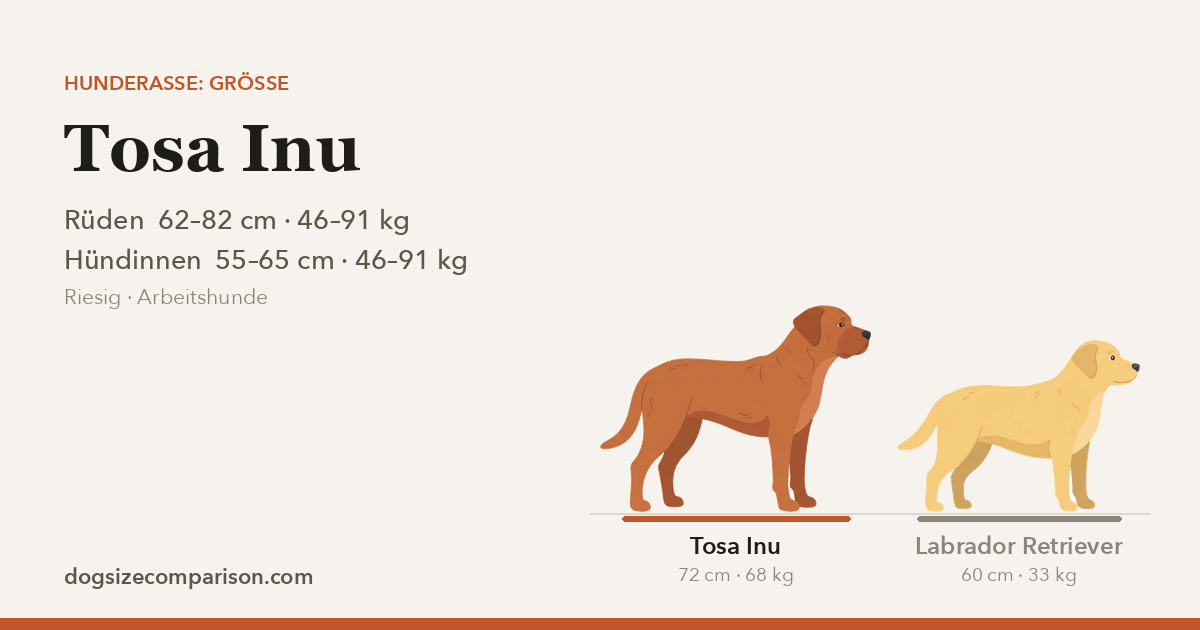 HUNDERASSE: GRÖSSE
Tosa Inu
Rüden 62–82 cm · 46–91 kg
Hündinnen 55–65 cm · 46–91 kg
Riesig · Arbeitshunde
Tosa Inu
72 cm · 68 kg
Labrador Retriever
60 cm · 33 kg
dogsizecomparison.com